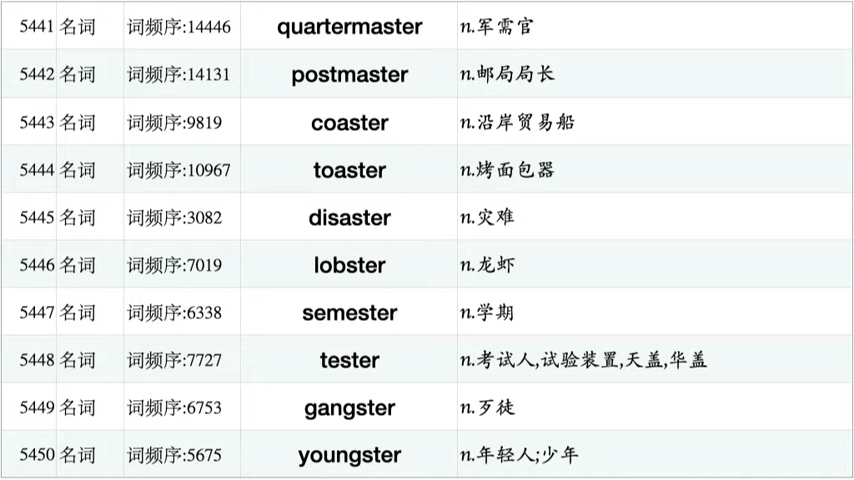 5441 名词 词频序:14446 quartermaster n.军需官
5442 名词 词频序:14131 postmaster n.邮局局长
5443 名词 词频序:9819 coaster n.沿岸贸易船
5444 名词 词频序:10967 toaster n.烤面包器
5445 名词 词频序:3082 disaster n.灾难
5446 名词 词频序:7019 lobster n.龙虾
5447 名词 词频序:6338 semester n.学期
5448 名词 词频序:7727 tester n.考试人,试验装置,天盖,华盖
5449 名词 词频序:6753 gangster n.歹徒
5450 名词 词频序:5675 youngster n.年轻人;少年